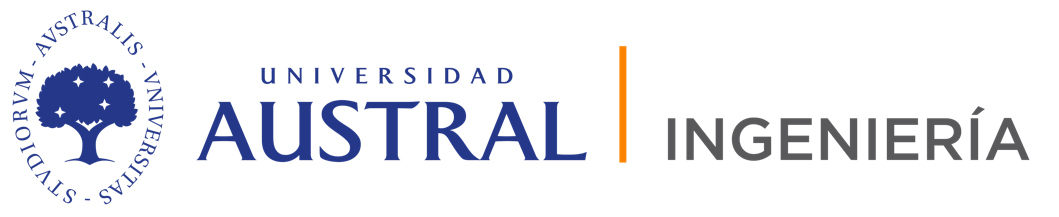 STVDIORVM - AVSTRALIS - VNIVERSITAS -
UNIVERSIDAD
AUSTRAL
INGENIERÍA